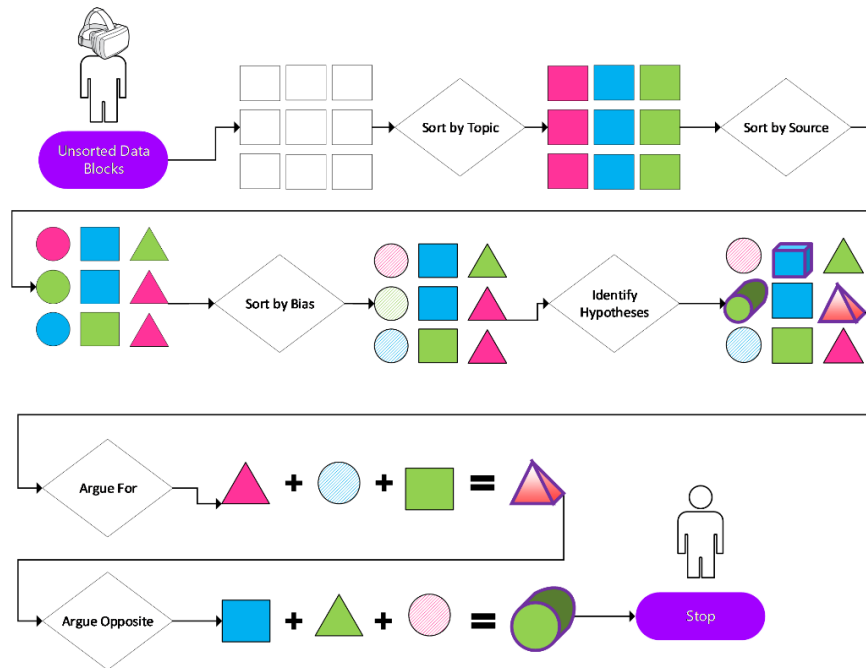 Unsorted Data
Blocks
Sort by Topic
Sort by Source
Sort by Bias
Identify
Hypotheses
Argue For
+ + =
Argue Opposite
+ + =
Stop